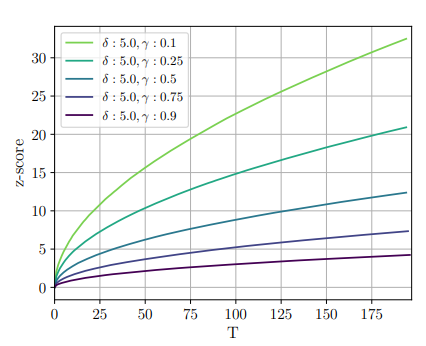 30
25
20
15
10
5
0
z-score
δ : 5.0, γ : 0.1
δ : 5.0, γ : 0.25
δ : 5.0, γ : 0.5
δ : 5.0, γ : 0.75
δ : 5.0, γ : 0.9
0 25 50 75 100 125 150 175
T